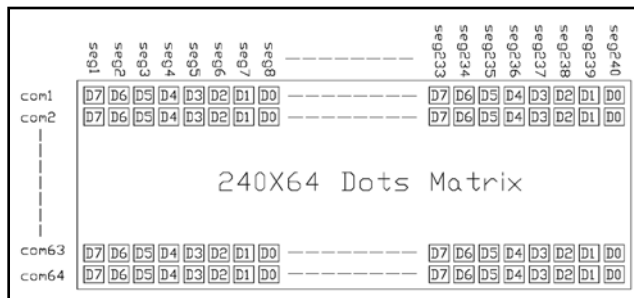 seg1 seg2 seg3 seg4 seg5 seg6 seg7 seg8 seg233 seg234 seg235 seg236 seg237 seg238 seg239 seg240
com1 D7 D6 D5 D4 D3 D2 D1 D0 D7 D6 D5 D4 D3 D2 D1 D0
com2 D7 D6 D5 D4 D3 D2 D1 D0 D7 D6 D5 D4 D3 D2 D1 D0
240X64 Dots Matrix
com63 D7 D6 D5 D4 D3 D2 D1 D0 D7 D6 D5 D4 D3 D2 D1 D0
com64 D7 D6 D5 D4 D3 D2 D1 D0 D7 D6 D5 D4 D3 D2 D1 D0